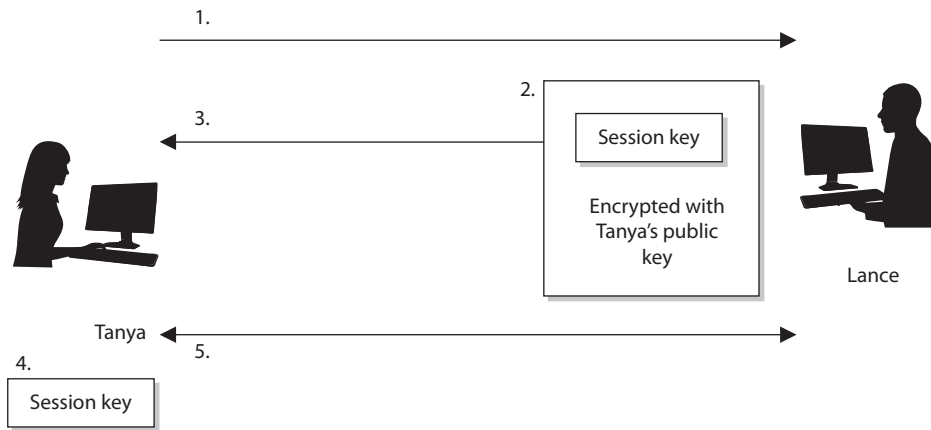 1.
2.
3.
Session key
Encrypted with
Tanya's public
key
Lance
Tanya
5.
4.
Session key